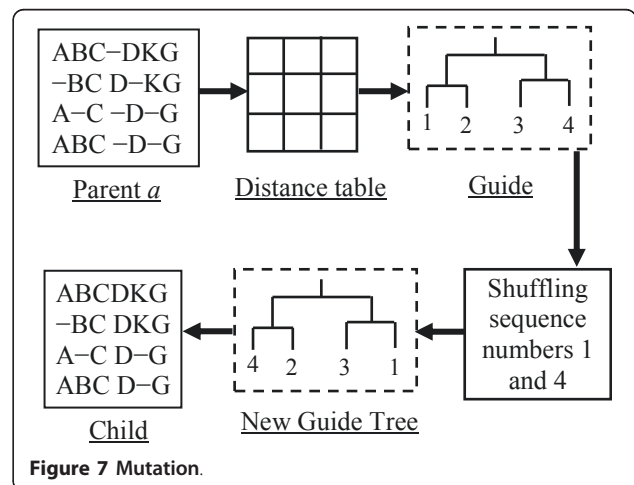 ABC−DKG
−BC D−KG
A−C −D−G
ABC −D−G
Parent a
Distance table
1 2 3 4
Guide
Shuffling
sequence
numbers 1
and 4
4 2 3 1
New Guide Tree
ABCDKG
−BC DKG
A−C D−G
ABC D−G
Child
Figure 7 Mutation.